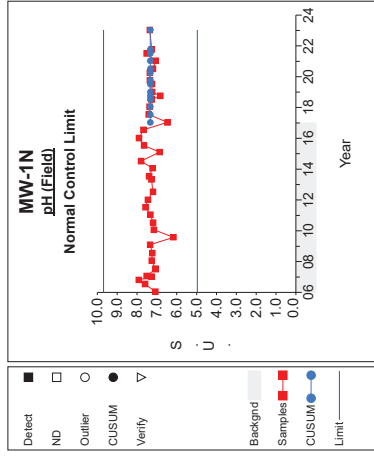 MW-1N
pH (Field)
Normal Control Limit
10.0
9.0
8.0
7.0
6.0
5.0
4.0
3.0
2.0
1.0
0.0
S . U .
06
08
10
12
14
16
18
20
22
24
Year
Detect
ND
Outlier
CUSUM
Verify
Backgnd
Samples
CUSUM
Limit